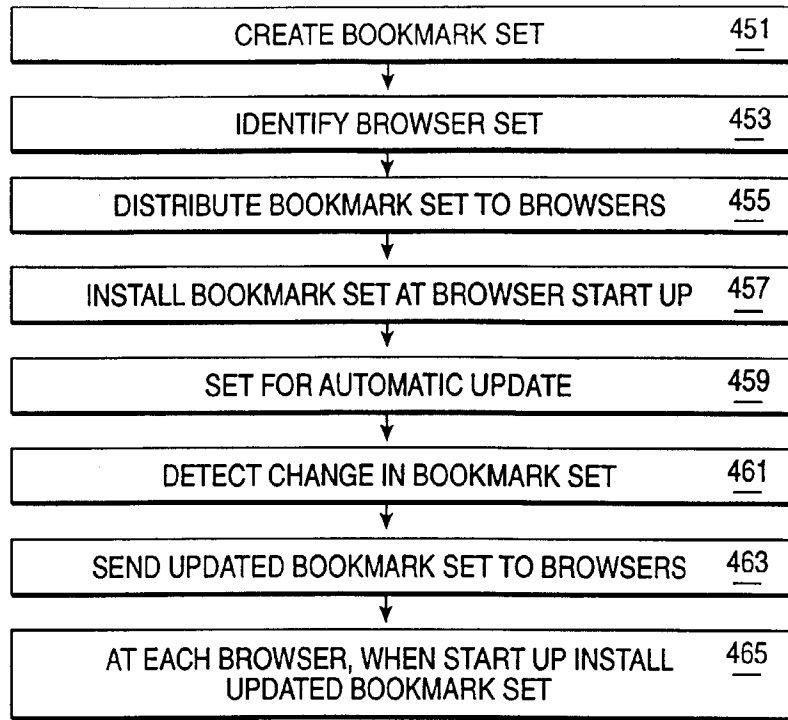 CREATE BOOKMARK SET 451
IDENTIFY BROWSER SET 453
DISTRIBUTE BOOKMARK SET TO BROWSERS 455
INSTALL BOOKMARK SET AT BROWSER START UP 457
SET FOR AUTOMATIC UPDATE 459
DETECT CHANGE IN BOOKMARK SET 461
SEND UPDATED BOOKMARK SET TO BROWSERS 463
AT EACH BROWSER, WHEN START UP INSTALL 465
UPDATED BOOKMARK SET